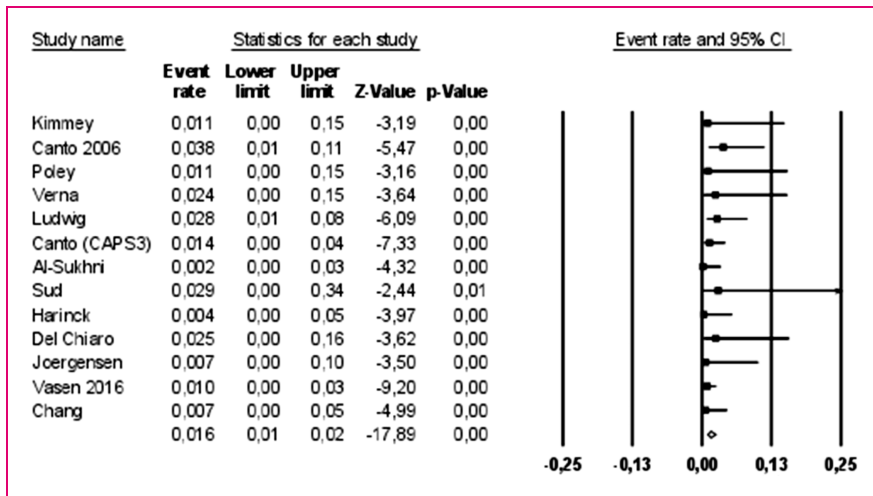 Study name Statistics for each study Event rate and 95% CI
Event Lower Upper
rate limit limit Z-Value p-Value
Kimmey 0,011 0,00 0,15 -3,19 0,00
Canto 2006 0,038 0,01 0,11 -5,47 0,00
Poley 0,011 0,00 0,15 -3,16 0,00
Verna 0,024 0,00 0,15 -3,64 0,00
Ludwig 0,028 0,01 0,08 -6,09 0,00
Canto (CAPS3) 0,014 0,00 0,04 -7,33 0,00
Al-Sukhri 0,002 0,00 0,03 -4,32 0,00
Sud 0,029 0,00 0,34 -2,44 0,01
Harinck 0,004 0,00 0,05 -3,97 0,00
Del Chiaro 0,025 0,00 0,16 -3,62 0,00
Joergensen 0,007 0,00 0,10 -3,50 0,00
Vasen 2016 0,010 0,00 0,03 -9,20 0,00
Chang 0,007 0,00 0,05 -4,99 0,00
0,016 0,01 0,02 -17,89 0,00
-0,25 -0,13 0,00 0,13 0,25